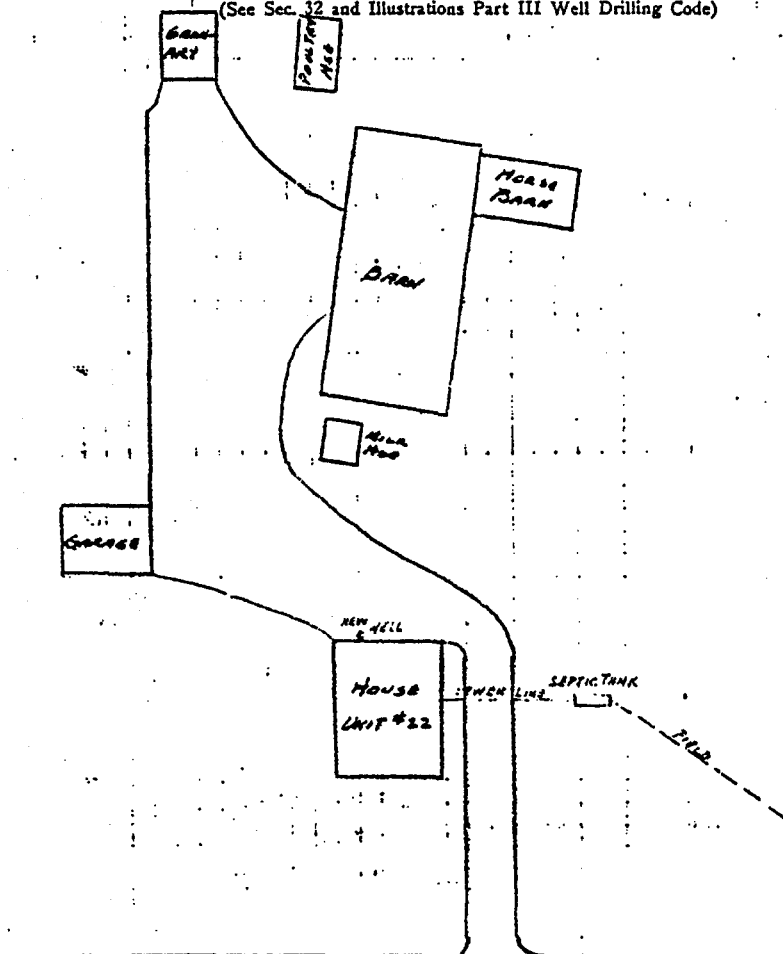 (See Sec. 32 and Illustrations Part III Well Drilling Code)
GRAN-
ARY
POULTRY
HSE
HORSE
BARN
BARN
MILK
HSE
GARAGE
NEW
WELL
HOUSE
UNIT #22
SEWER LINE
SEPTIC TANK
FIELD